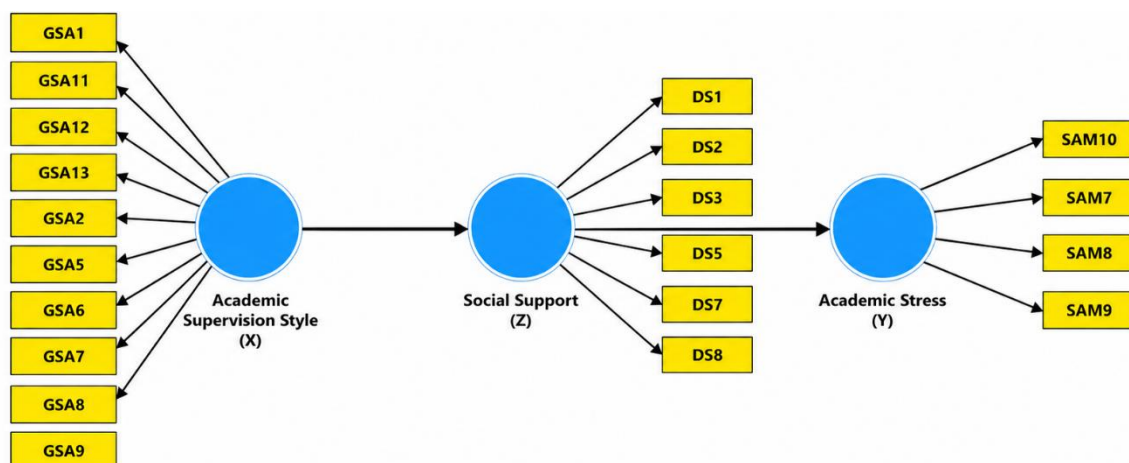 GSA1
GSA11
GSA12
GSA13
GSA2
GSA5
GSA6
GSA7
GSA8
GSA9
Academic
Supervision Style
(X)
DS1
DS2
DS3
DS5
DS7
DS8
Social Support
(Z)
SAM10
SAM7
SAM8
SAM9
Academic Stress
(Y)